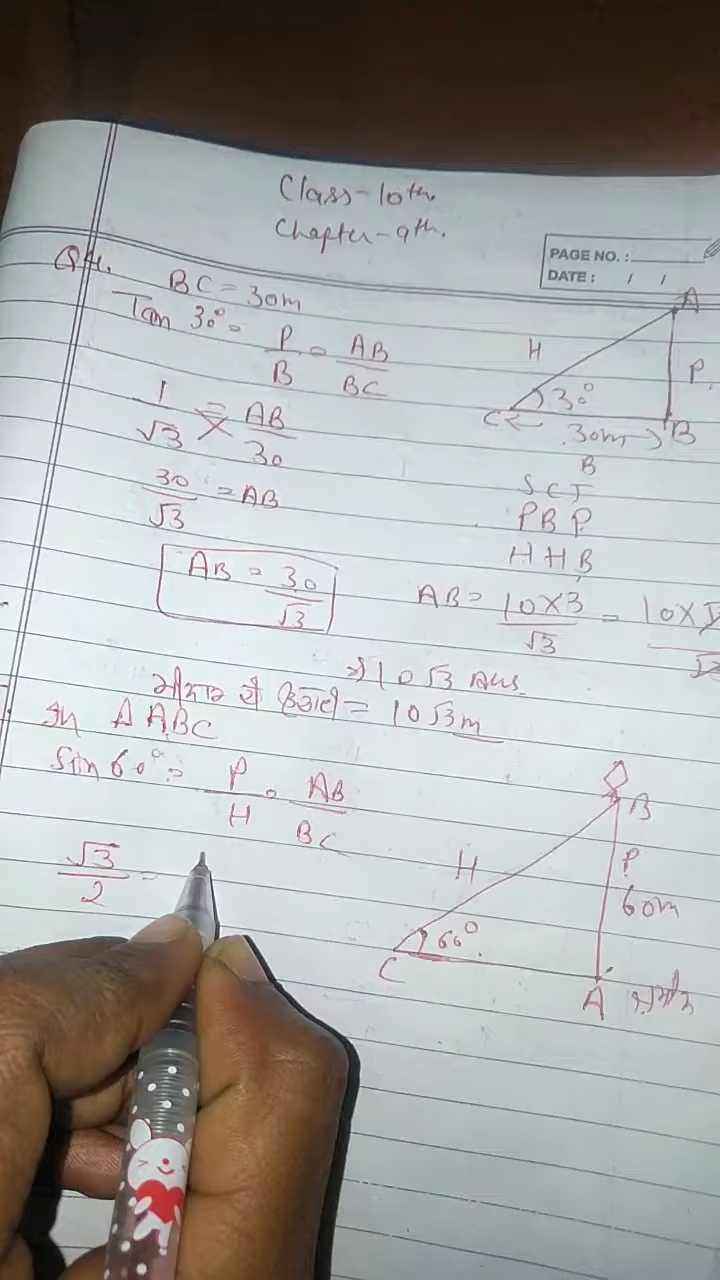 Class-10th.
Chapter-9th.
PAGE NO.:
DATE: / /
Q4.
BC = 30m
Tan 30° = P/B = AB/BC
1/√3 = AB/30
30/√3 = AB
AB = 30/√3
A
H
P.
30°
C
30m
B
B
S C T
P B P
H H B
AB = 10×3/√3 = 10×
⇒ 10√3 Ans.
मीनार की ऊँचाई = 10√3m
In ΔABC
Sin 60° = P/H = AB/BC
√3/2 =
B
H
P
60m
60°
C
A